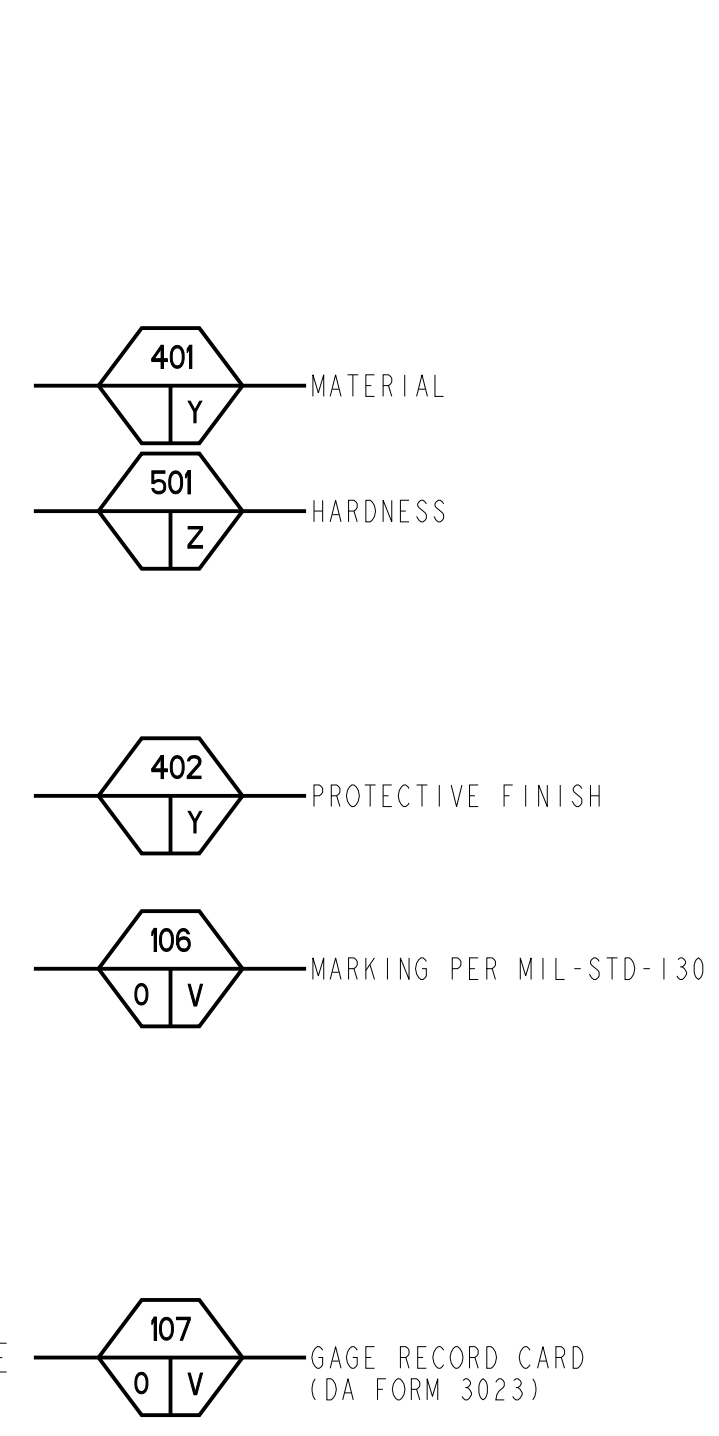 401
MATERIAL
Y
501
HARDNESS
Z
402
PROTECTIVE FINISH
Y
106
MARKING PER MIL-STD-130
0 V
107
E
GAGE RECORD CARD
(DA FORM 3023)
0 V